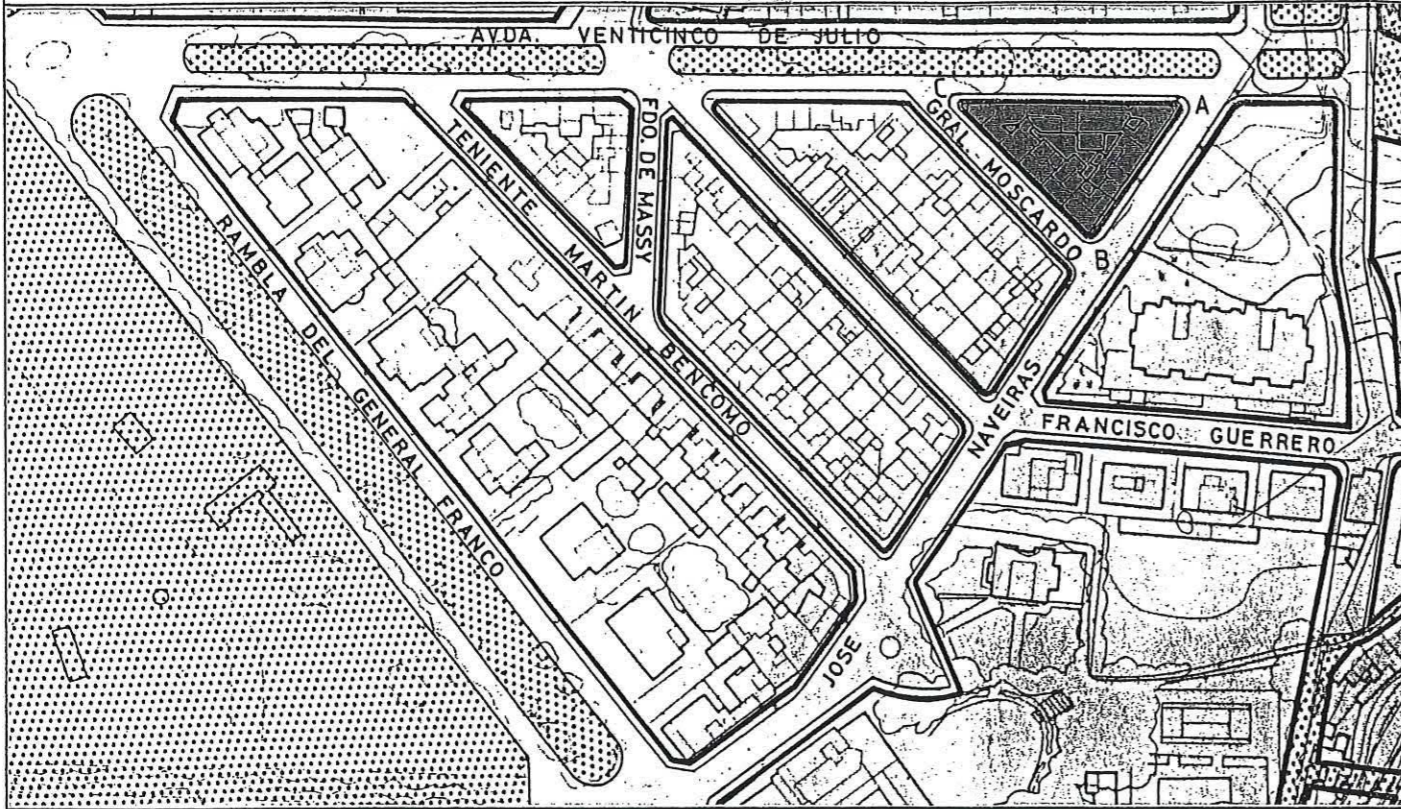 AVDA. VENTICINCO DE JULIO
C
A
GRAL. MOSCARDO
B
TENIENTE MARTIN BENCOMO
FDO. DE MASSY
RAMBLA DEL GENERAL FRANCO
JOSE NAVEIRAS
FRANCISCO GUERRERO